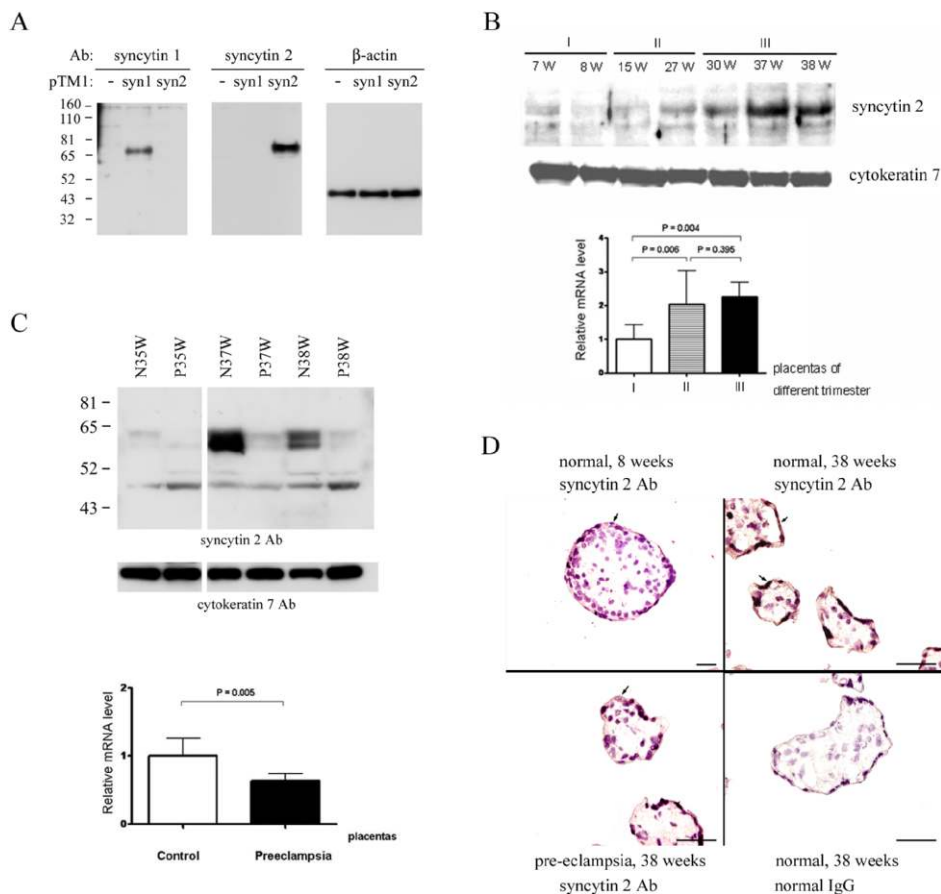 A
Ab: syncytin 1 syncytin 2 β-actin
pTM1: - syn1 syn2 - syn1 syn2 - syn1 syn2
160 -
110 -
81 -
65 -
52 -
43 -
32 -
B
I II III
7 W 8 W 15 W 27 W 30 W 37 W 38 W
syncytin 2
cytokeratin 7
P = 0.004
P = 0.006 P = 0.395
Relative mRNA level
4
3
2
1
0
I II III
placentas of
different trimester
C
N35W P35W N37W P37W N38W P38W
81 -
65 -
52 -
43 -
syncytin 2 Ab
cytokeratin 7 Ab
P = 0.005
Relative mRNA level
2
1
0
Control Preeclampsia
placentas
D
normal, 8 weeks
syncytin 2 Ab
normal, 38 weeks
syncytin 2 Ab
pre-eclampsia, 38 weeks
syncytin 2 Ab
normal, 38 weeks
normal IgG